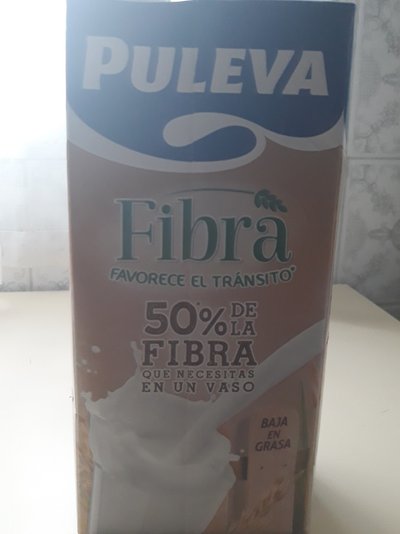 PULEVA
Fibra
FAVORECE EL TRÁNSITO*
50%* DE
LA
FIBRA
QUE NECESITAS
EN UN VASO
BAJA
EN
GRASA